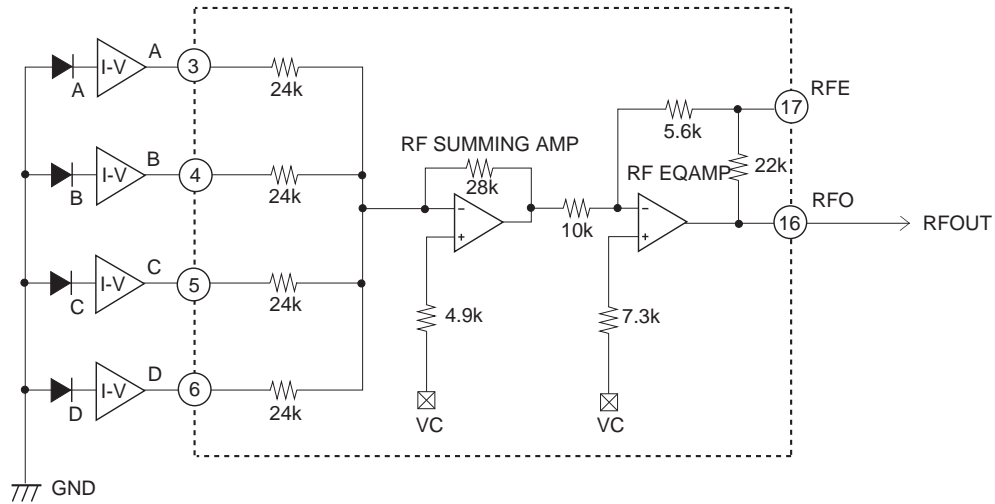 A
I-V
A
3
24k
B
I-V
B
4
24k
C
I-V
C
5
24k
D
I-V
D
6
24k
GND
RF SUMMING AMP
28k
−
+
4.9k
VC
10k
5.6k
RF EQAMP
22k
−
+
7.3k
VC
17
RFE
16
RFO
RFOUT